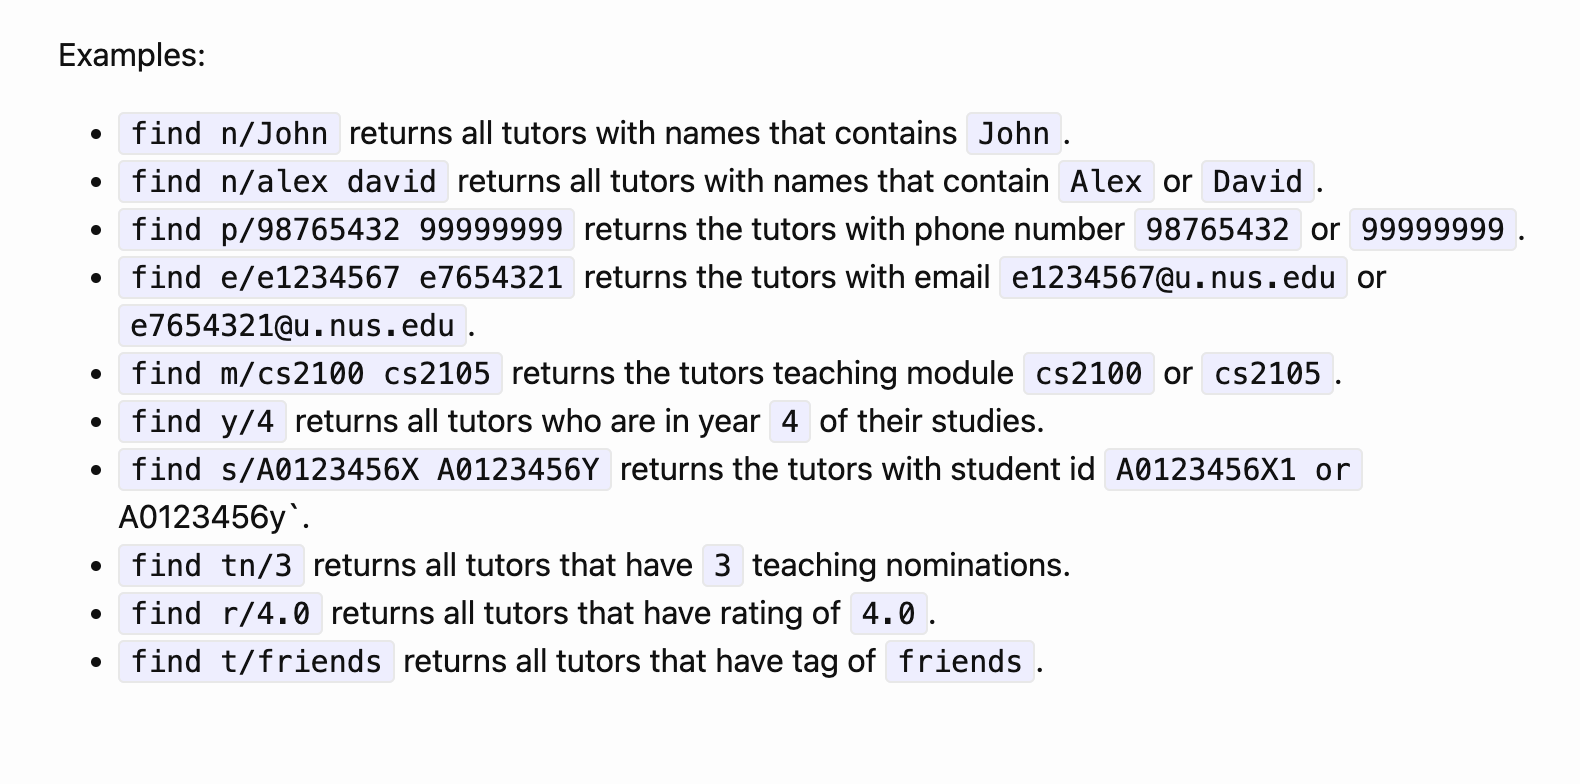 Examples:
• find n/John returns all tutors with names that contains John.
• find n/alex david returns all tutors with names that contain Alex or David.
• find p/98765432 99999999 returns the tutors with phone number 98765432 or 99999999.
• find e/e1234567 e7654321 returns the tutors with email e1234567@u.nus.edu or
e7654321@u.nus.edu.
• find m/cs2100 cs2105 returns the tutors teaching module cs2100 or cs2105.
• find y/4 returns all tutors who are in year 4 of their studies.
• find s/A0123456X A0123456Y returns the tutors with student id A0123456X1 or
A0123456y`.
• find tn/3 returns all tutors that have 3 teaching nominations.
• find r/4.0 returns all tutors that have rating of 4.0.
• find t/friends returns all tutors that have tag of friends.